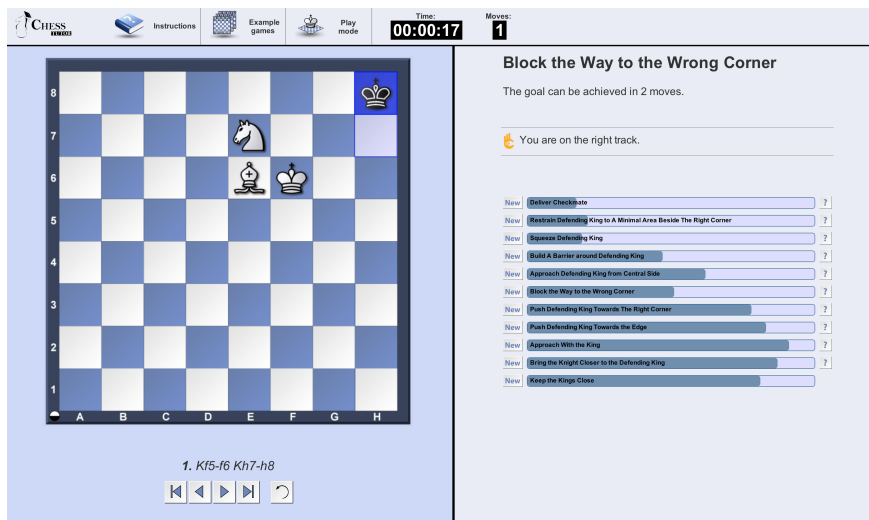 CHESS
TUTOR
Instructions
Example
games
Play
mode
Time:
00:00:17
Moves:
1
Block the Way to the Wrong Corner
The goal can be achieved in 2 moves.
You are on the right track.
8
7
6
5
4
3
2
1
A B C D E F G H
1. Kf5-f6 Kh7-h8
New Deliver Checkmate ?
New Restrain Defending King to A Minimal Area Beside The Right Corner ?
New Squeeze Defending King ?
New Build A Barrier around Defending King ?
New Approach Defending King from Central Side ?
New Block the Way to the Wrong Corner ?
New Push Defending King Towards The Right Corner ?
New Push Defending King Towards the Edge ?
New Approach With the King ?
New Bring the Knight Closer to the Defending King ?
New Keep the Kings Close